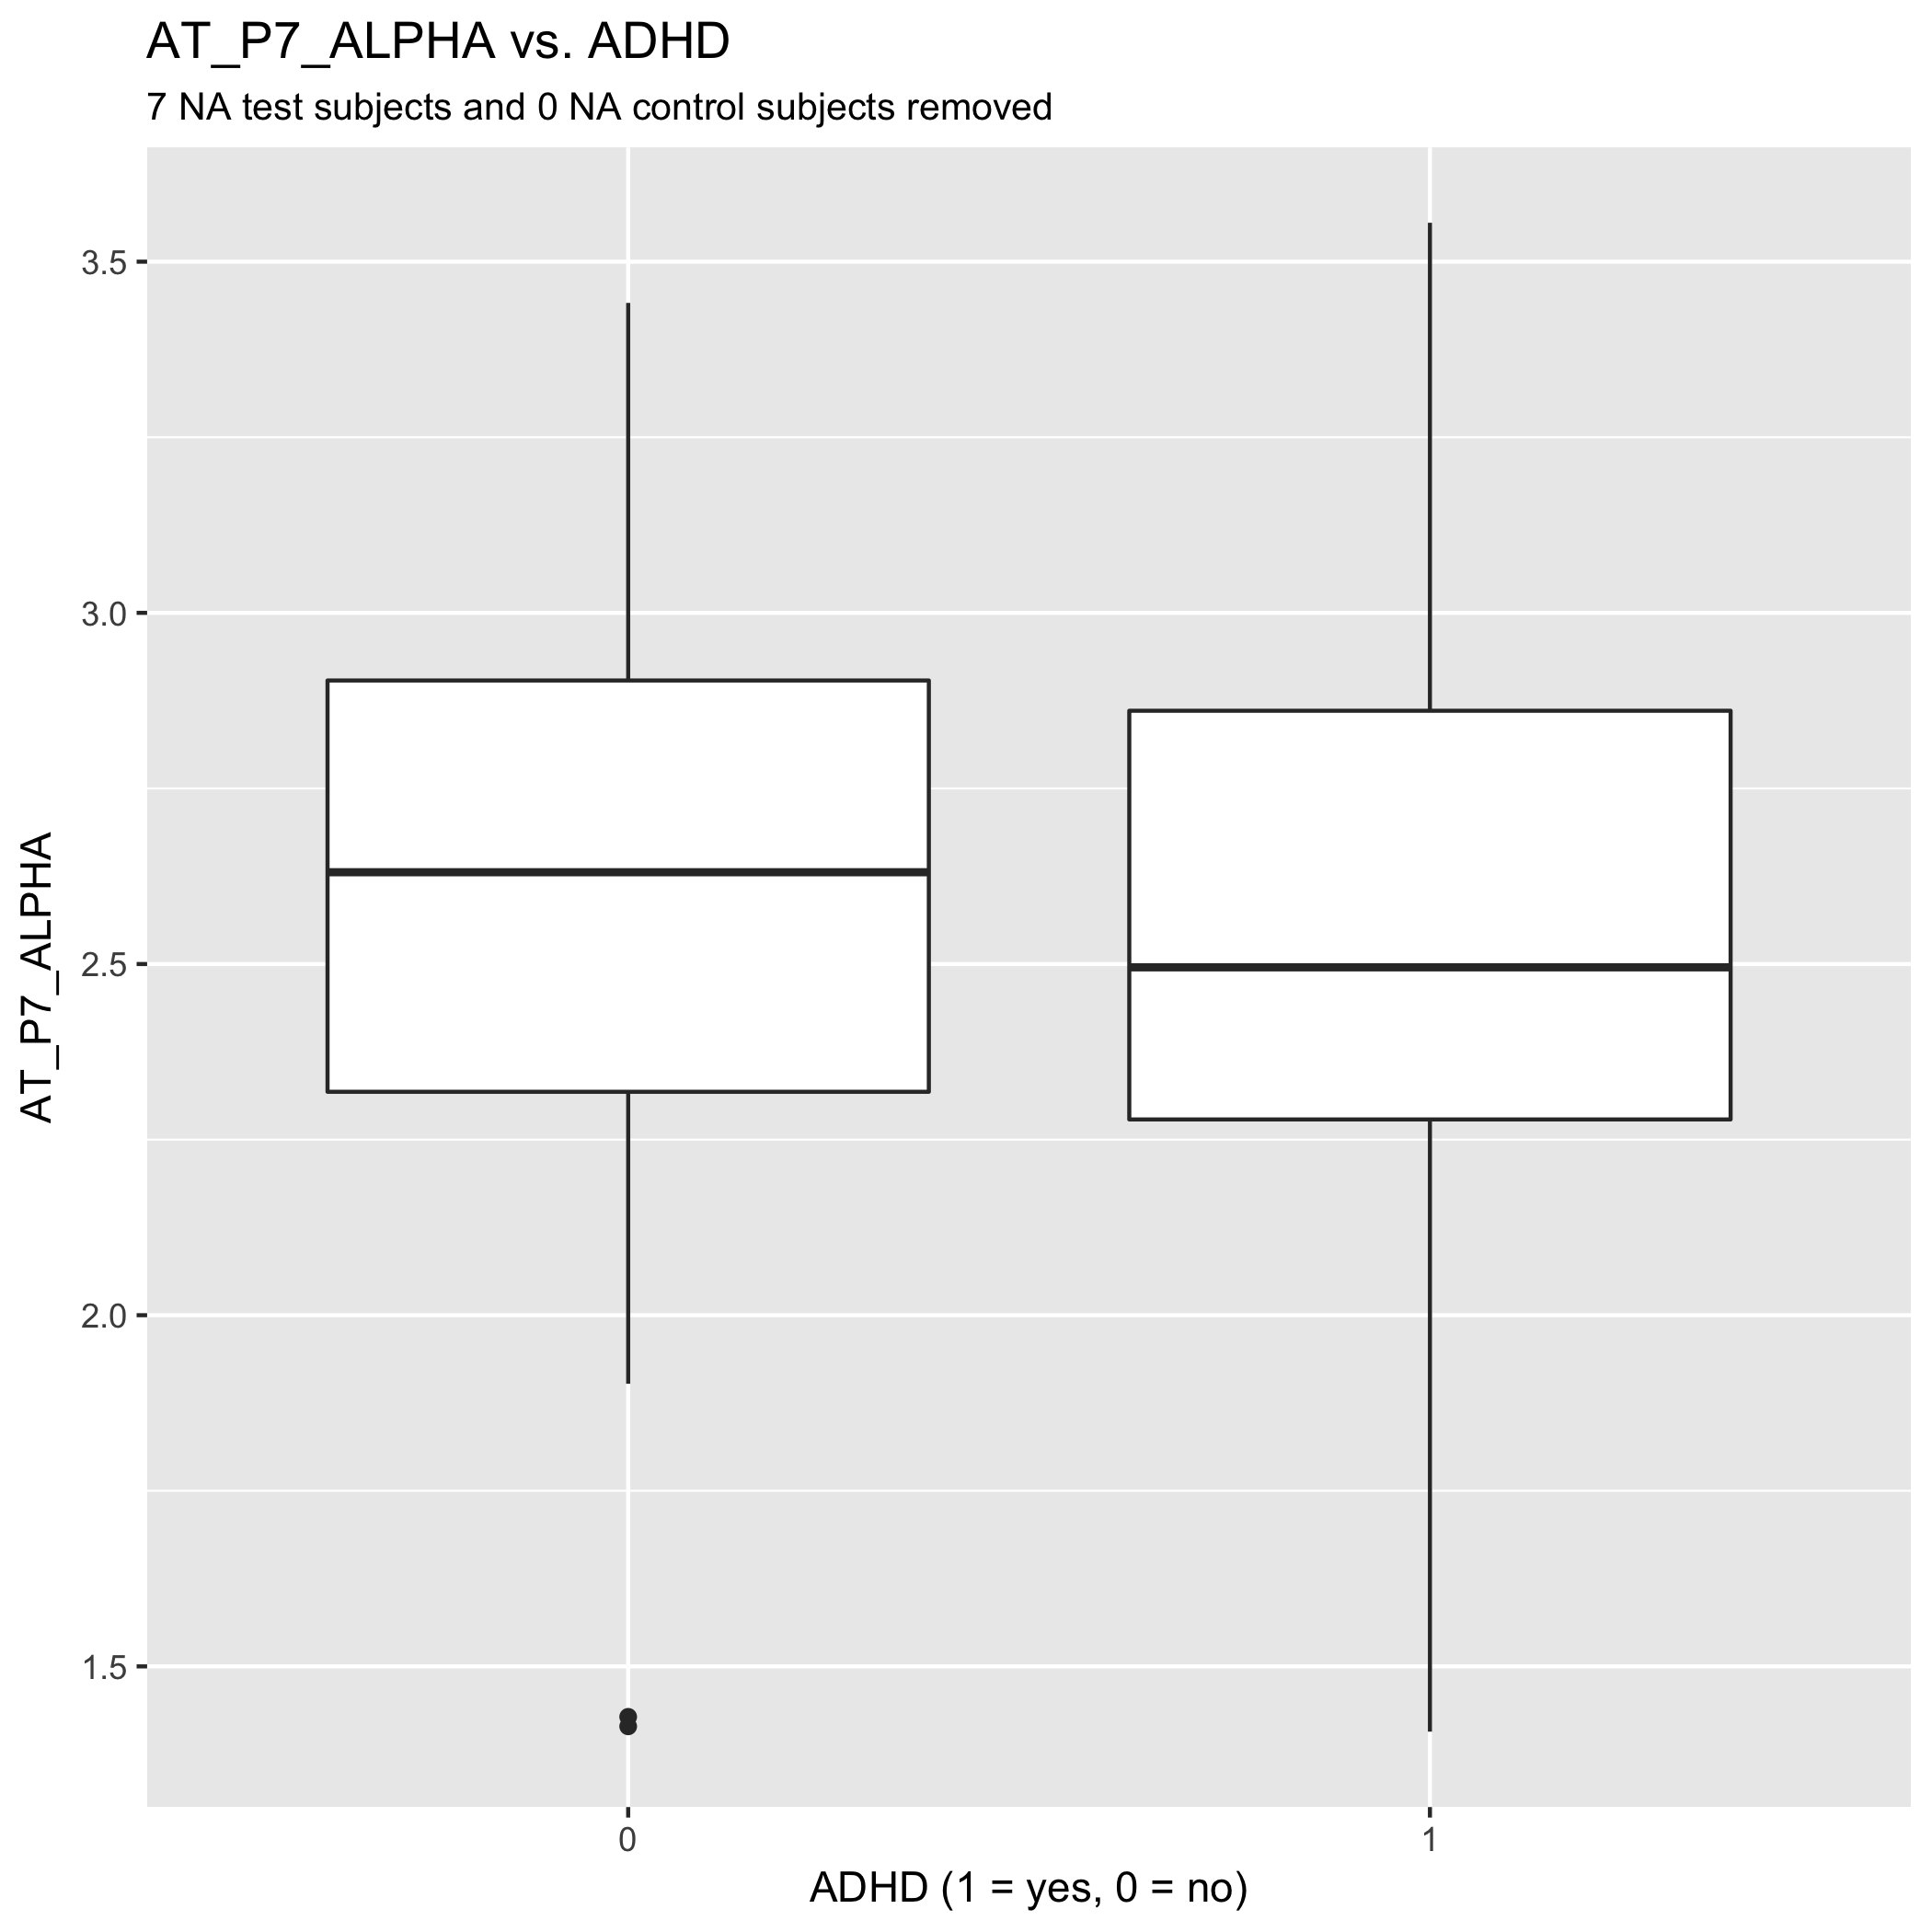 AT_P7_ALPHA vs. ADHD
7 NA test subjects and 0 NA control subjects removed
AT_P7_ALPHA
3.5
3.0
2.5
2.0
1.5
0 1
ADHD (1 = yes, 0 = no)